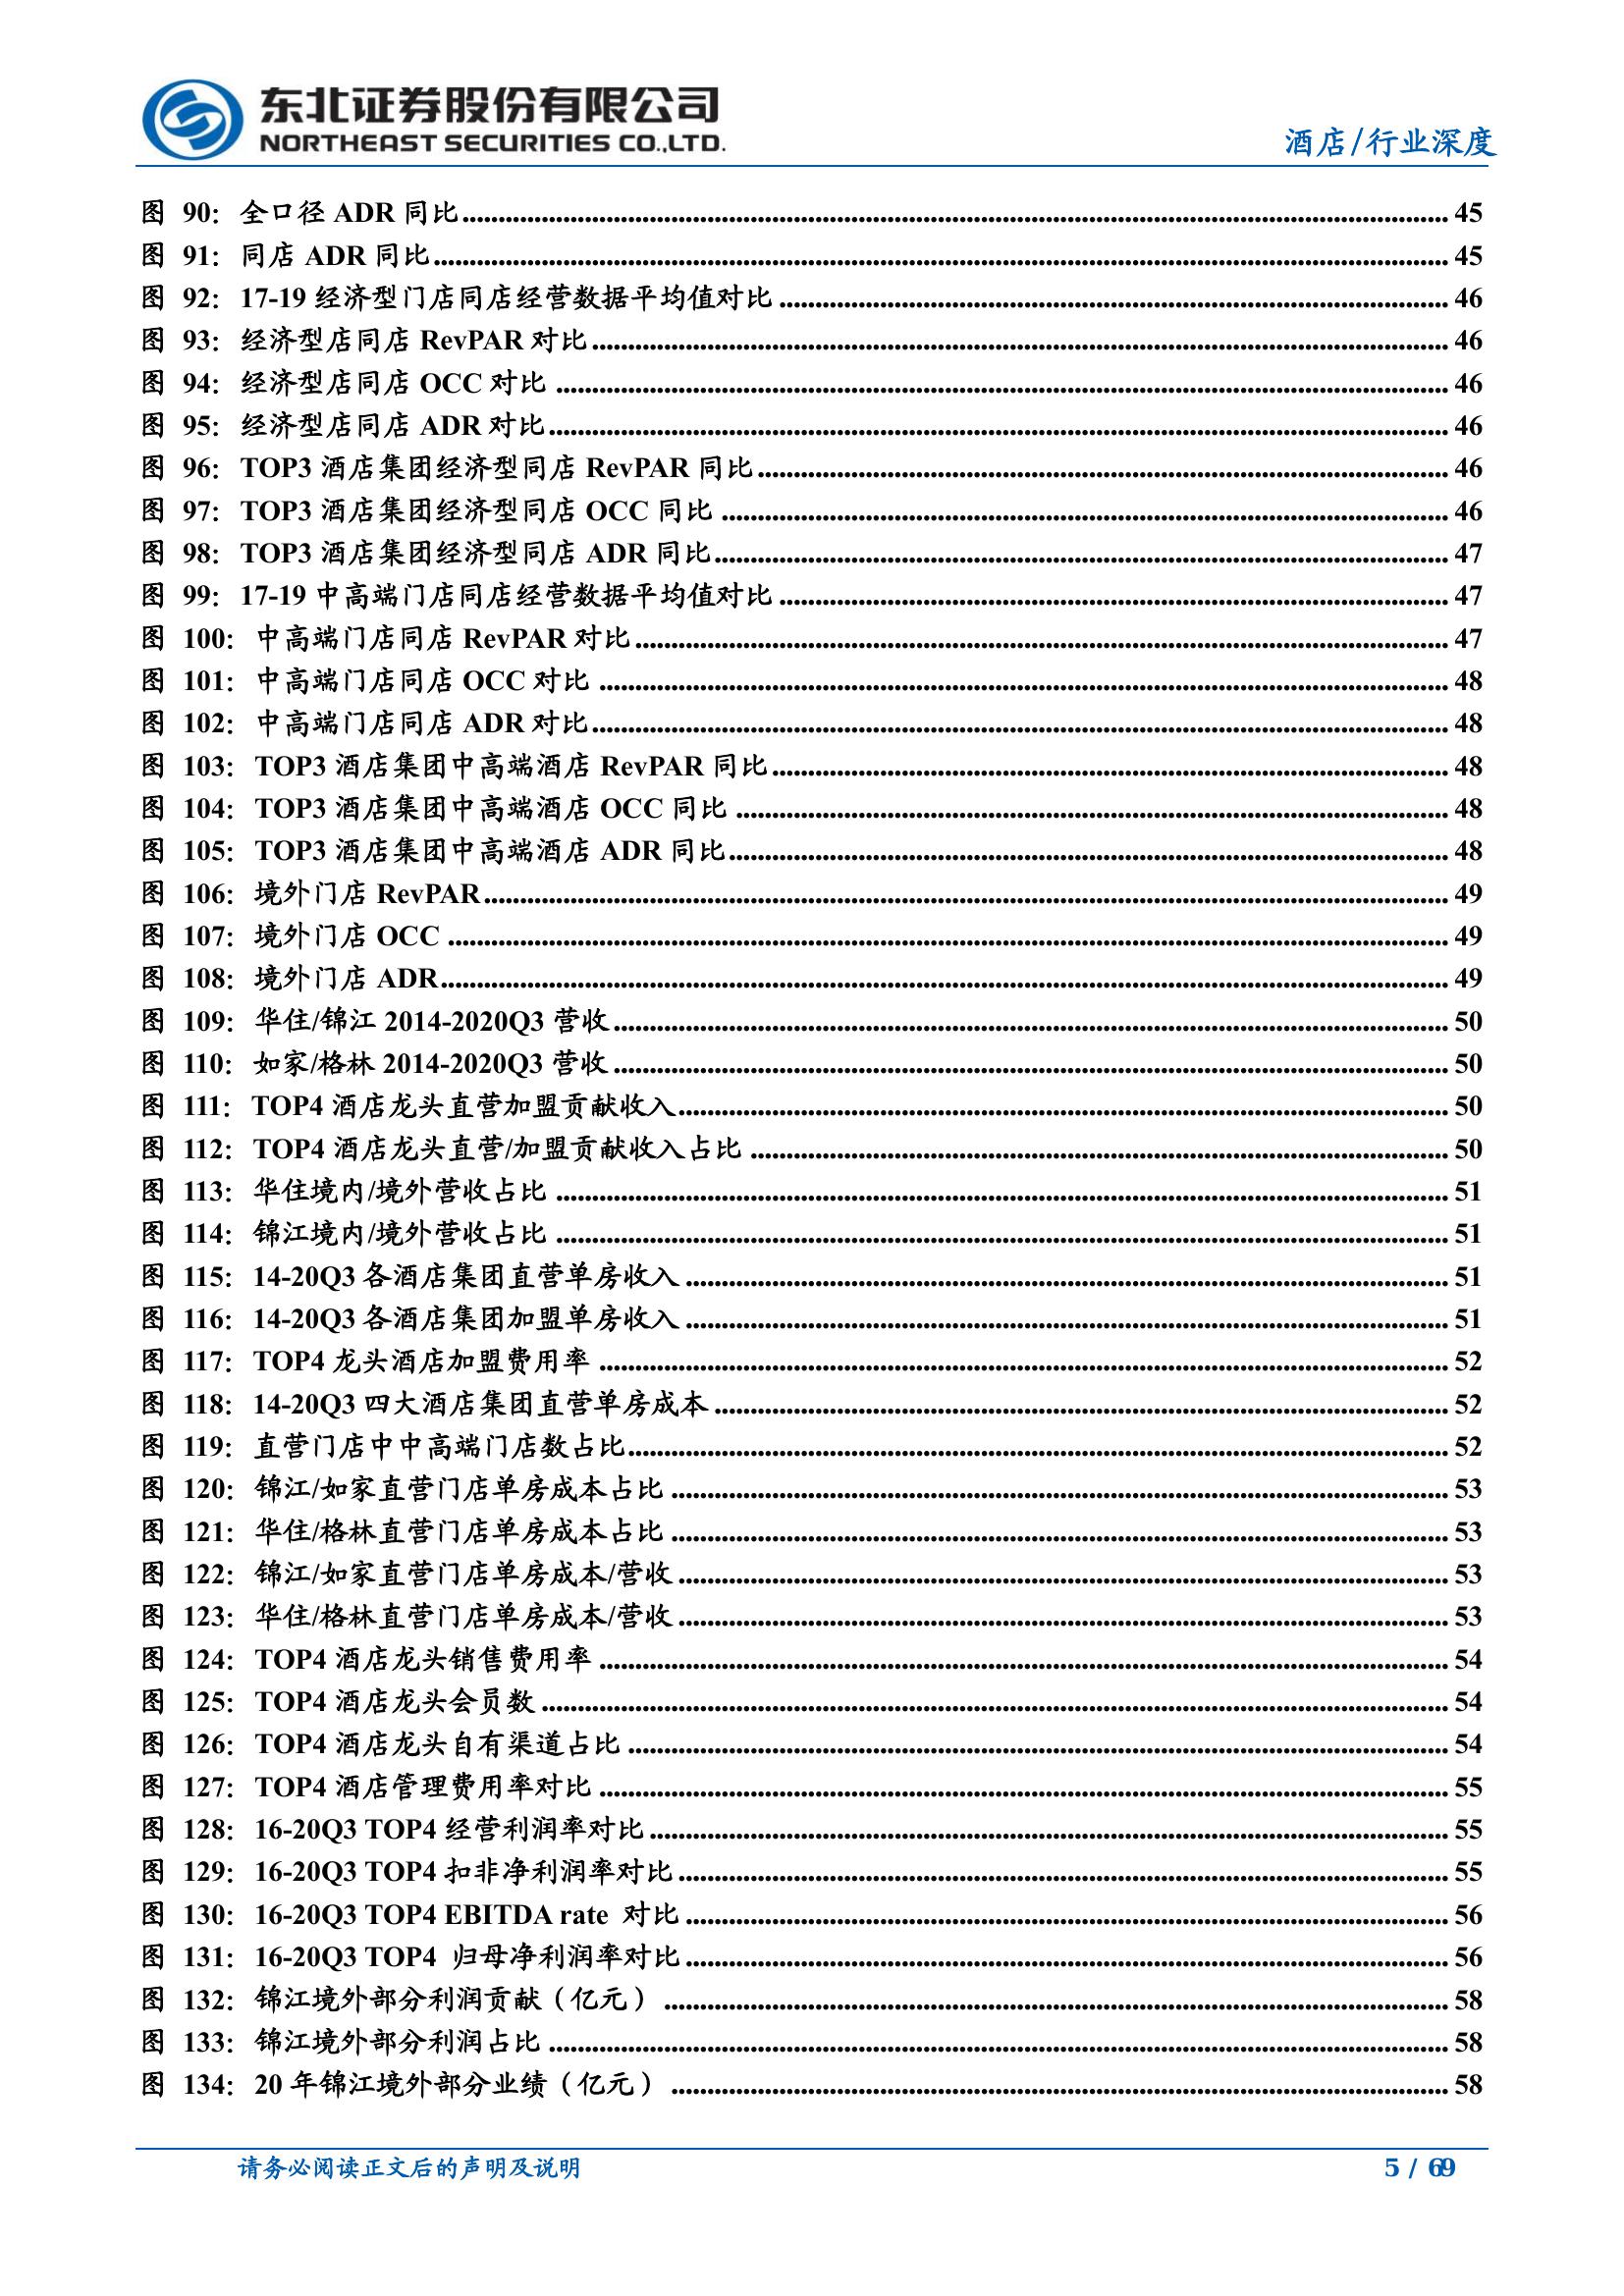 东北证券股份有限公司
NORTHEAST SECURITIES CO.,LTD.
酒店/行业深度
图 90：全口径 ADR 同比 45
图 91：同店 ADR 同比 45
图 92：17-19 经济型门店同店经营数据平均值对比 46
图 93：经济型店同店 RevPAR 对比 46
图 94：经济型店同店 OCC 对比 46
图 95：经济型店同店 ADR 对比 46
图 96：TOP3 酒店集团经济型同店 RevPAR 同比 46
图 97：TOP3 酒店集团经济型同店 OCC 同比 46
图 98：TOP3 酒店集团经济型同店 ADR 同比 47
图 99：17-19 中高端门店同店经营数据平均值对比 47
图 100：中高端门店同店 RevPAR 对比 47
图 101：中高端门店同店 OCC 对比 48
图 102：中高端门店同店 ADR 对比 48
图 103：TOP3 酒店集团中高端酒店 RevPAR 同比 48
图 104：TOP3 酒店集团中高端酒店 OCC 同比 48
图 105：TOP3 酒店集团中高端酒店 ADR 同比 48
图 106：境外门店 RevPAR 49
图 107：境外门店 OCC 49
图 108：境外门店 ADR 49
图 109：华住/锦江 2014-2020Q3 营收 50
图 110：如家/格林 2014-2020Q3 营收 50
图 111：TOP4 酒店龙头直营加盟贡献收入 50
图 112：TOP4 酒店龙头直营/加盟贡献收入占比 50
图 113：华住境内/境外营收占比 51
图 114：锦江境内/境外营收占比 51
图 115：14-20Q3 各酒店集团直营单房收入 51
图 116：14-20Q3 各酒店集团加盟单房收入 51
图 117：TOP4 龙头酒店加盟费用率 52
图 118：14-20Q3 四大酒店集团直营单房成本 52
图 119：直营门店中中高端门店数占比 52
图 120：锦江/如家直营门店单房成本占比 53
图 121：华住/格林直营门店单房成本占比 53
图 122：锦江/如家直营门店单房成本/营收 53
图 123：华住/格林直营门店单房成本/营收 53
图 124：TOP4 酒店龙头销售费用率 54
图 125：TOP4 酒店龙头会员数 54
图 126：TOP4 酒店龙头自有渠道占比 54
图 127：TOP4 酒店管理费用率对比 55
图 128：16-20Q3 TOP4 经营利润率对比 55
图 129：16-20Q3 TOP4 扣非净利润率对比 55
图 130：16-20Q3 TOP4 EBITDA rate 对比 56
图 131：16-20Q3 TOP4 归母净利润率对比 56
图 132：锦江境外部分利润贡献（亿元） 58
图 133：锦江境外部分利润占比 58
图 134：20 年锦江境外部分业绩（亿元） 58
请务必阅读正文后的声明及说明
5 / 69